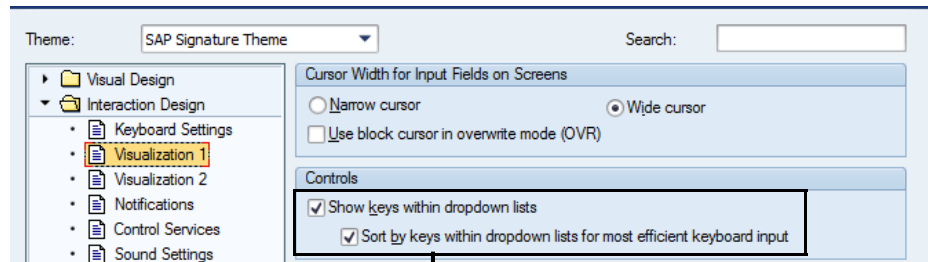 Theme: SAP Signature Theme Search:
Visual Design
Interaction Design
Keyboard Settings
Visualization 1
Visualization 2
Notifications
Control Services
Sound Settings
Cursor Width for Input Fields on Screens
Narrow cursor Wide cursor
Use block cursor in overwrite mode (OVR)
Controls
Show keys within dropdown lists
Sort by keys within dropdown lists for most efficient keyboard input